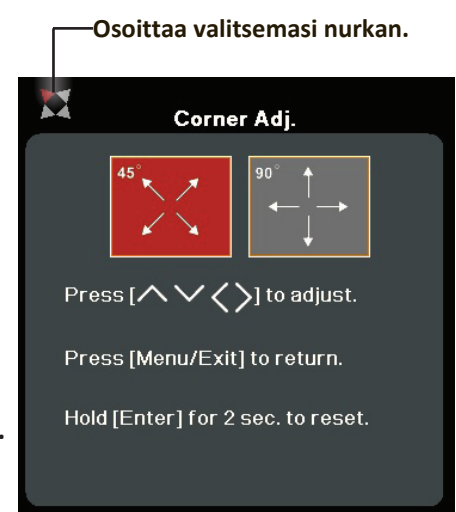 Osoittaa valitsemasi nurkan.
Corner Adj.
45° 90°
Press [∧ ∨ < >] to adjust.
Press [Menu/Exit] to return.
Hold [Enter] for 2 sec. to reset.
.